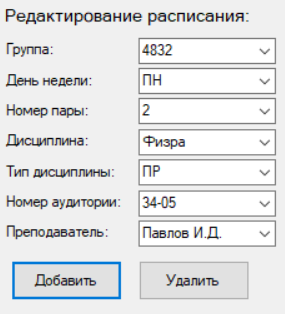 Редактирование расписания:
Группа: 4832
День недели: ПН
Номер пары: 2
Дисциплина: Физра
Тип дисциплины: ПР
Номер аудитории: 34-05
Преподаватель: Павлов И.Д.
Добавить Удалить